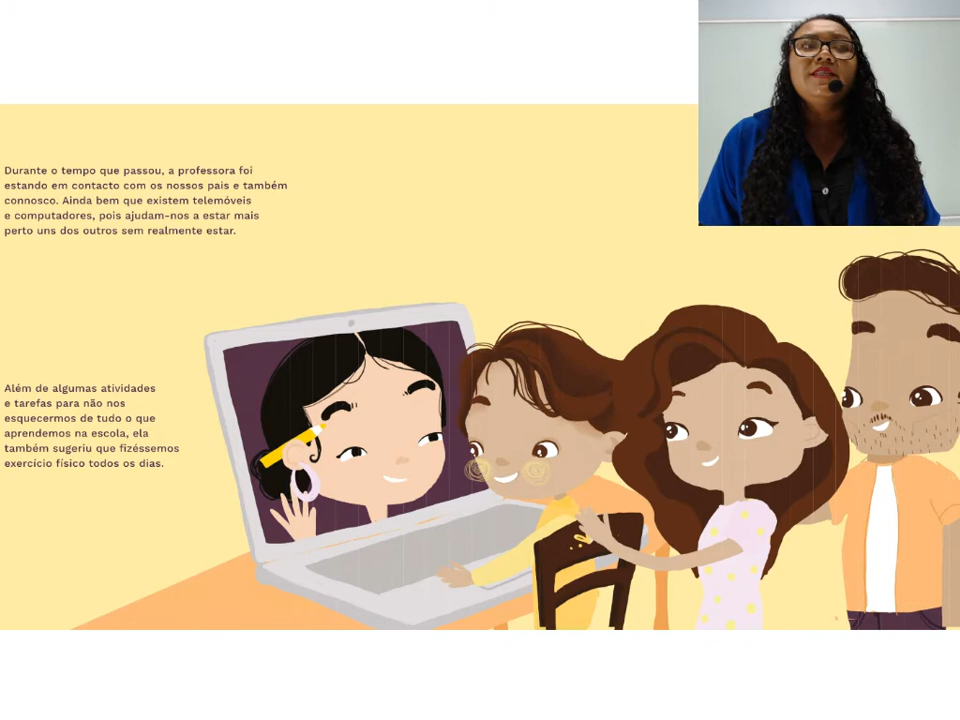 Durante o tempo que passou, a professora foi
estando em contacto com os nossos pais e também
connosco. Ainda bem que existem telemóveis
e computadores, pois ajudam-nos a estar mais
perto uns dos outros sem realmente estar.
Além de algumas atividades
e tarefas para não nos
esquecermos de tudo o que
aprendemos na escola, ela
também sugeriu que fizéssemos
exercício físico todos os dias.